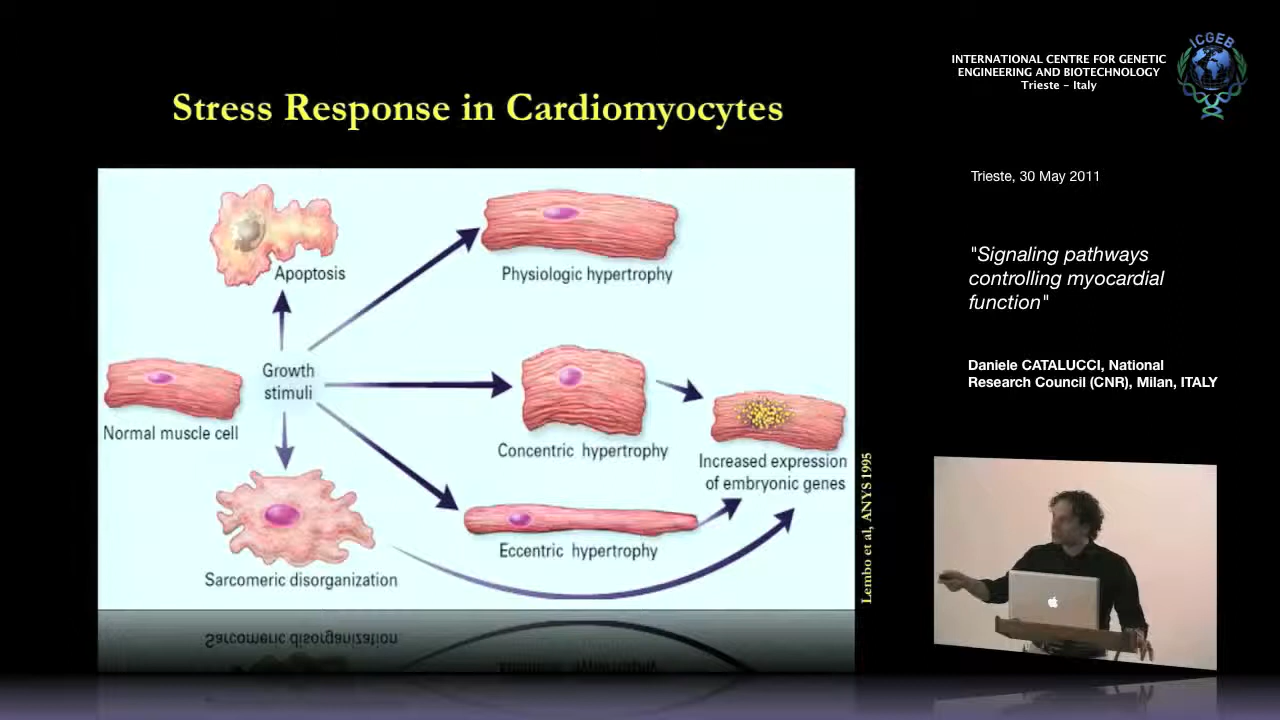 Stress Response in Cardiomyocytes
Apoptosis
Physiologic hypertrophy
Growth
stimuli
Normal muscle cell
Concentric hypertrophy
Increased expression
of embryonic genes
Eccentric hypertrophy
Sarcomeric disorganization
Lembo et al, ANYS 1995
Sarcomeric disorganization
ICGEB
INTERNATIONAL CENTRE FOR GENETIC
ENGINEERING AND BIOTECHNOLOGY
Trieste - Italy
Trieste, 30 May 2011
"Signaling pathways
controlling myocardial
function"
Daniele CATALUCCI, National
Research Council (CNR), Milan, ITALY